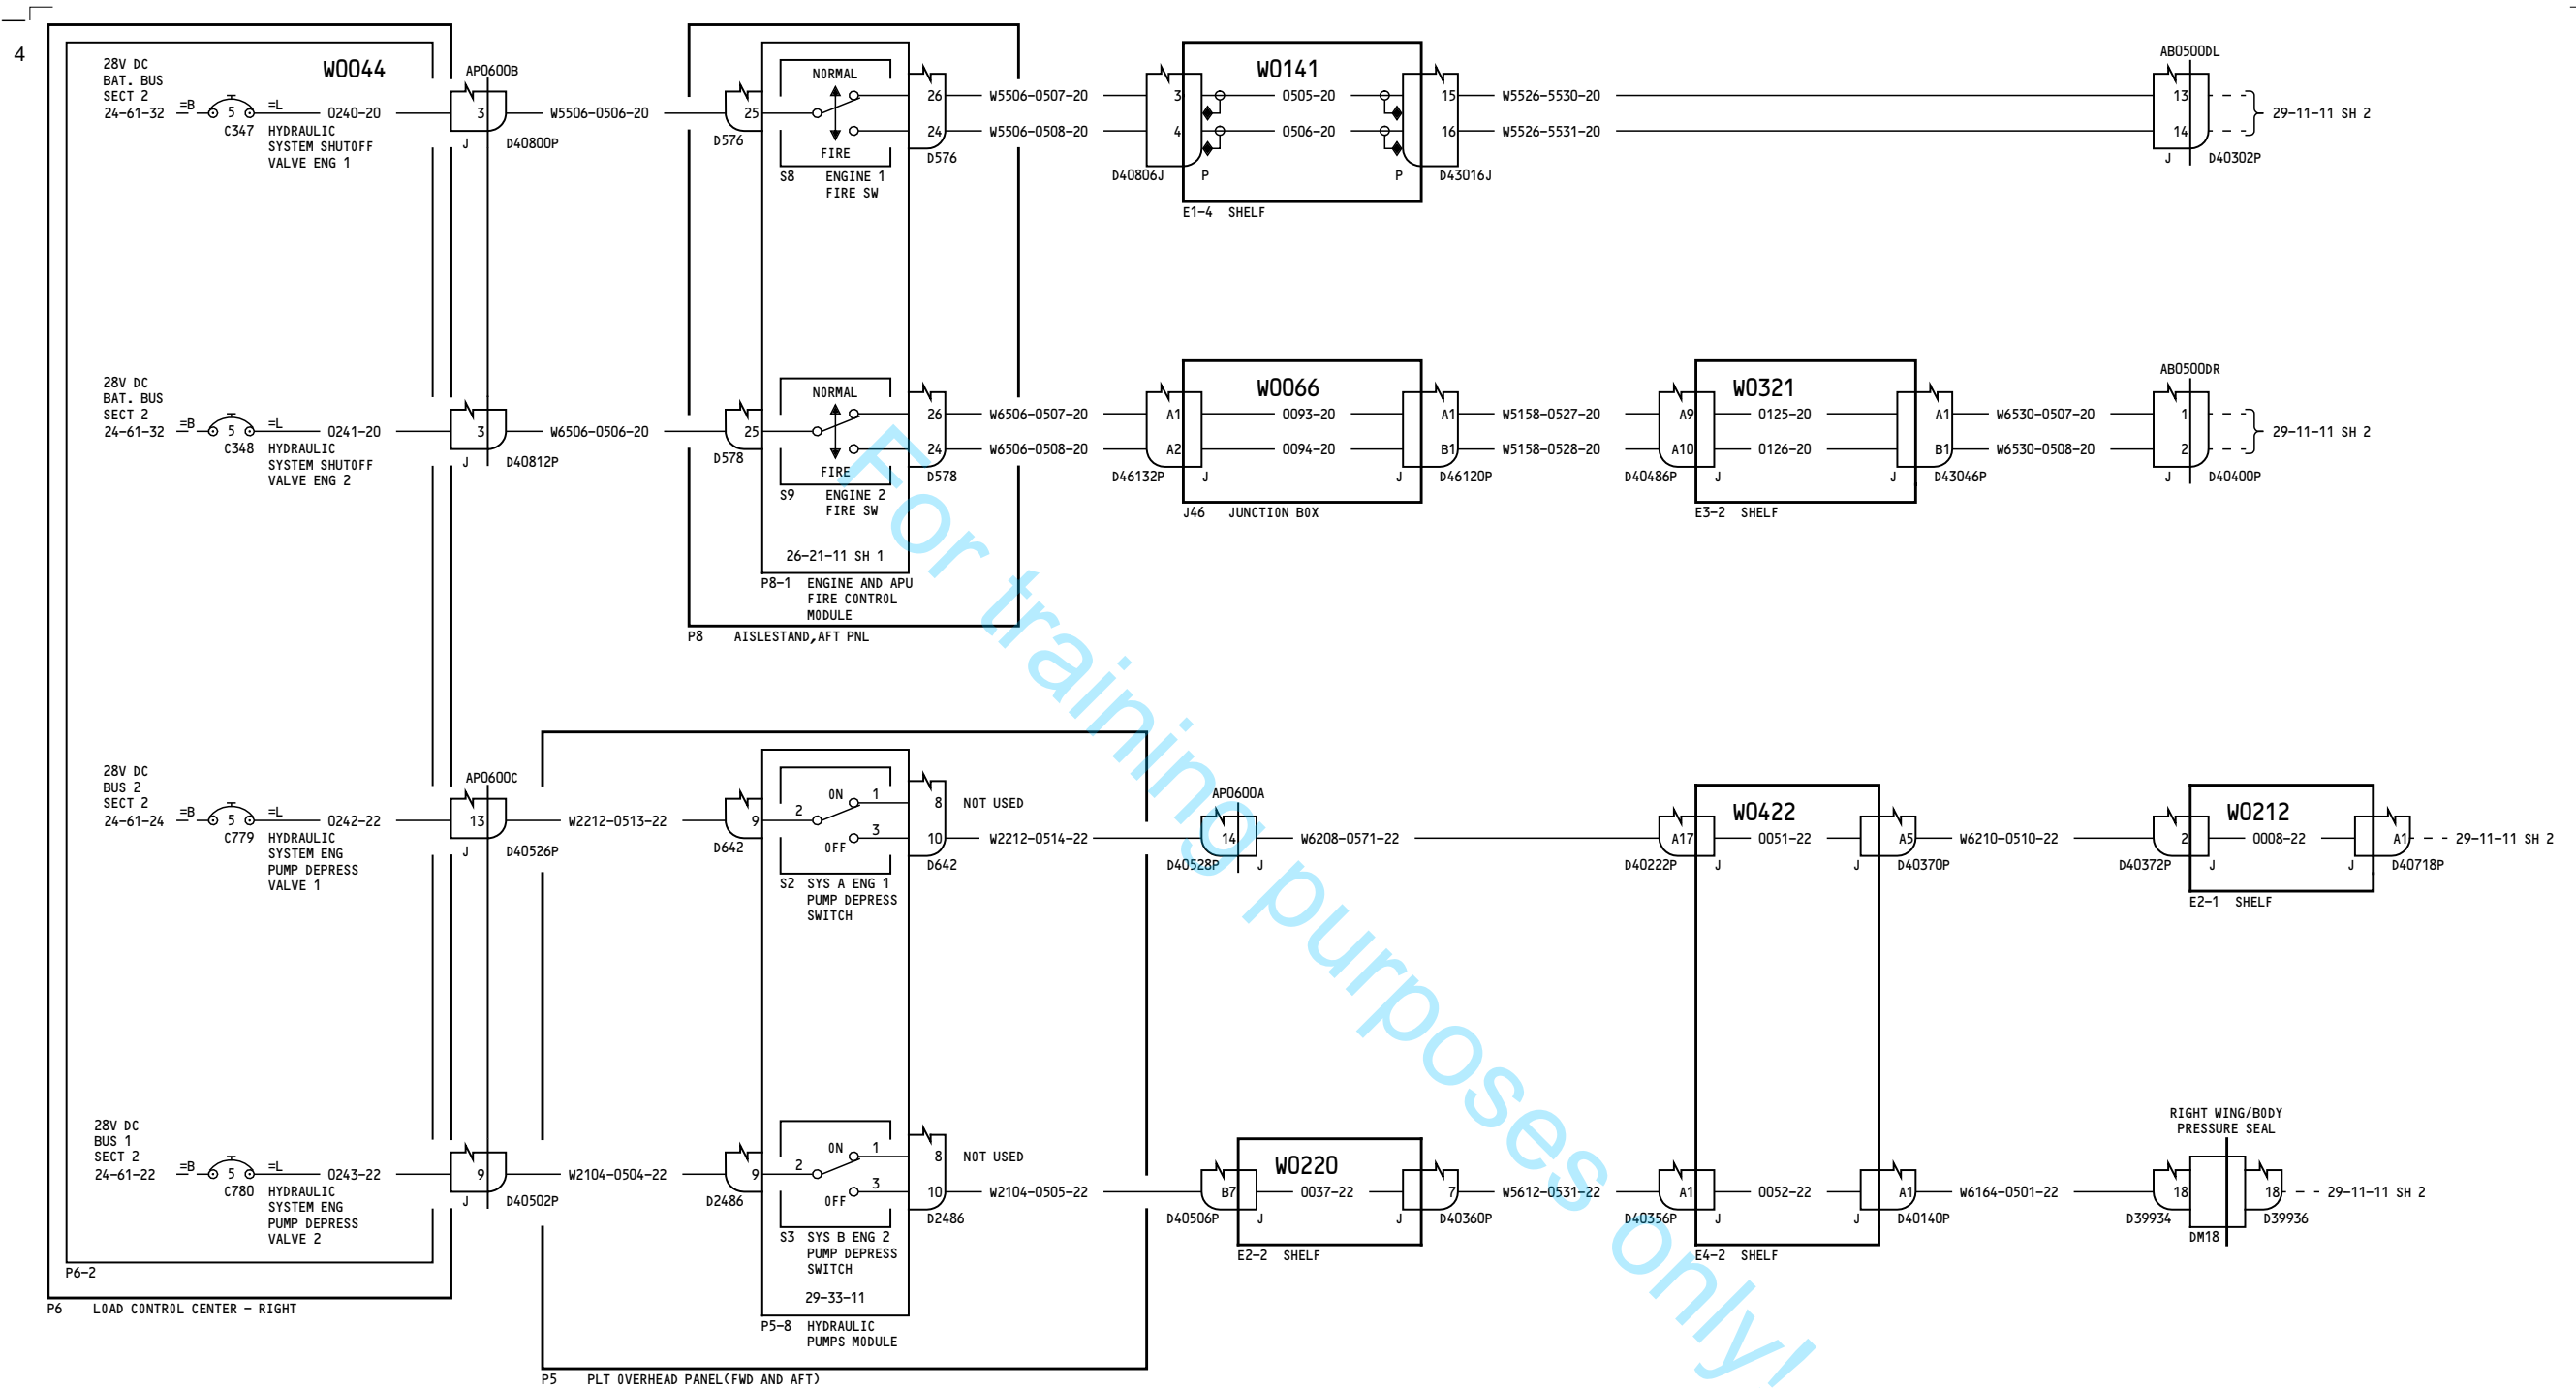 4
28V DC
BAT. BUS
SECT 2
24-61-32
=B
5
C347
=L
0240-20
HYDRAULIC
SYSTEM SHUTOFF
VALVE ENG 1
W0044
AP0600B
3
J
D40800P
W5506-0506-20
25
D576
NORMAL
FIRE
S8 ENGINE 1
FIRE SW
26
24
D576
W5506-0507-20
W5506-0508-20
3
4
D40806J
P
W0141
0505-20
0506-20
P
15
16
D43016J
E1-4 SHELF
W5526-5530-20
W5526-5531-20
AB0500DL
13
14
J
D40302P
29-11-11 SH 2
28V DC
BAT. BUS
SECT 2
24-61-32
=B
5
C348
=L
0241-20
HYDRAULIC
SYSTEM SHUTOFF
VALVE ENG 2
3
J
D40812P
W6506-0506-20
25
D578
NORMAL
FIRE
S9 ENGINE 2
FIRE SW
26
24
D578
26-21-11 SH 1
P8-1 ENGINE AND APU
FIRE CONTROL
MODULE
P8 AISLESTAND,AFT PNL
W6506-0507-20
W6506-0508-20
A1
A2
D46132P
J
W0066
0093-20
0094-20
J
A1
B1
D46120P
J46 JUNCTION BOX
W5158-0527-20
W5158-0528-20
A9
A10
D40486P
J
W0321
0125-20
0126-20
J
A1
B1
D43046P
E3-2 SHELF
W6530-0507-20
W6530-0508-20
AB0500DR
1
2
J
D40400P
29-11-11 SH 2
28V DC
BUS 2
SECT 2
24-61-24
=B
5
C779
=L
0242-22
HYDRAULIC
SYSTEM ENG
PUMP DEPRESS
VALVE 1
AP0600C
13
J
D40526P
W2212-0513-22
9
D642
2
ON
1
3
OFF
S2 SYS A ENG 1
PUMP DEPRESS
SWITCH
8
10
D642
NOT USED
W2212-0514-22
AP0600A
14
D40528P
J
W6208-0571-22
A17
D40222P
J
W0422
0051-22
J
A5
D40370P
W6210-0510-22
2
D40372P
J
W0212
0008-22
J
A1
D40718P
E2-1 SHELF
29-11-11 SH 2
28V DC
BUS 1
SECT 2
24-61-22
=B
5
C780
=L
0243-22
HYDRAULIC
SYSTEM ENG
PUMP DEPRESS
VALVE 2
9
J
D40502P
W2104-0504-22
9
D2486
2
ON
1
3
OFF
S3 SYS B ENG 2
PUMP DEPRESS
SWITCH
29-33-11
8
10
D2486
NOT USED
W2104-0505-22
B7
D40506P
J
W0220
0037-22
J
7
D40360P
E2-2 SHELF
W5612-0531-22
A1
D40356P
J
0052-22
J
A1
D40140P
E4-2 SHELF
W6164-0501-22
RIGHT WING/BODY
PRESSURE SEAL
18
D39934
DM18
18
D39936
29-11-11 SH 2
P6-2
P6 LOAD CONTROL CENTER - RIGHT
P5-8 HYDRAULIC
PUMPS MODULE
P5 PLT OVERHEAD PANEL(FWD AND AFT)
For training purposes only!